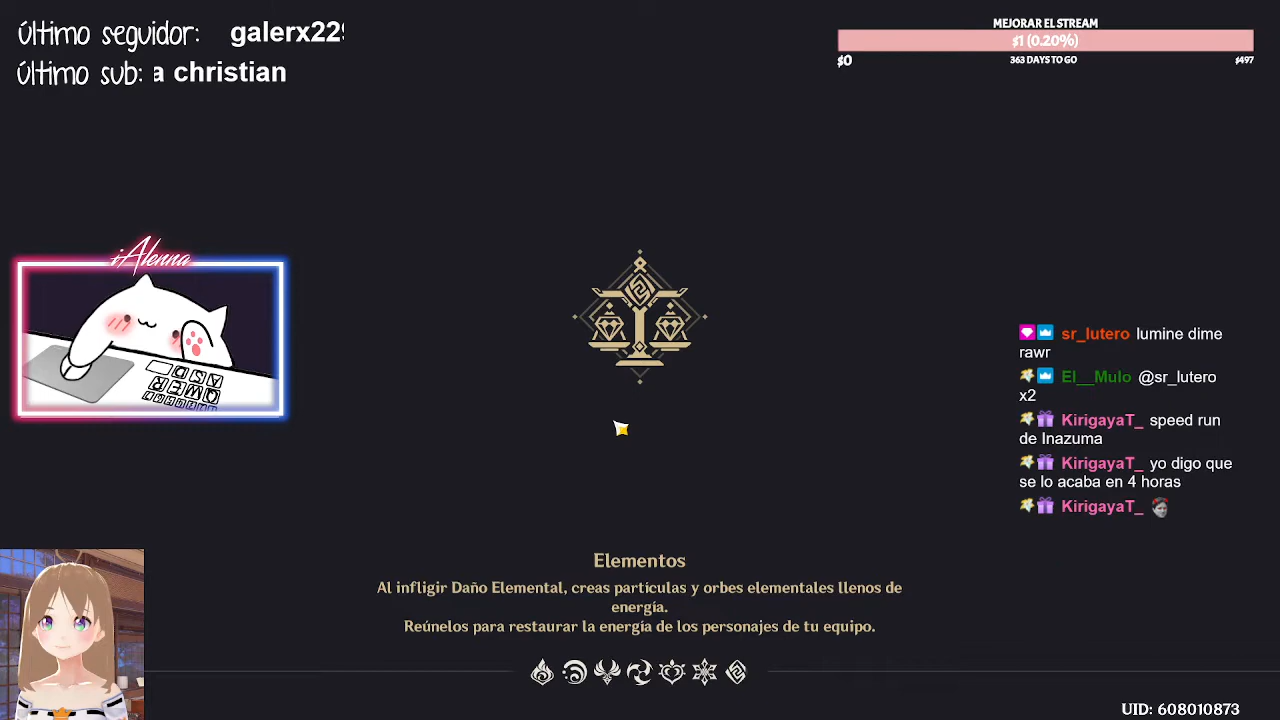 último seguidor: galerx229
último sub: a christian
MEJORAR EL STREAM
$1 (0.20%)
$0 363 DAYS TO GO $497
iAlenna
sr_lutero lumine dime
rawr
El__Mulo @sr_lutero
x2
KirigayaT_ speed run
de Inazuma
KirigayaT_ yo digo que
se lo acaba en 4 horas
KirigayaT_
Elementos
Al infligir Daño Elemental, creas partículas y orbes elementales llenos de
energía.
Reúnelos para restaurar la energía de los personajes de tu equipo.
UID: 608010873